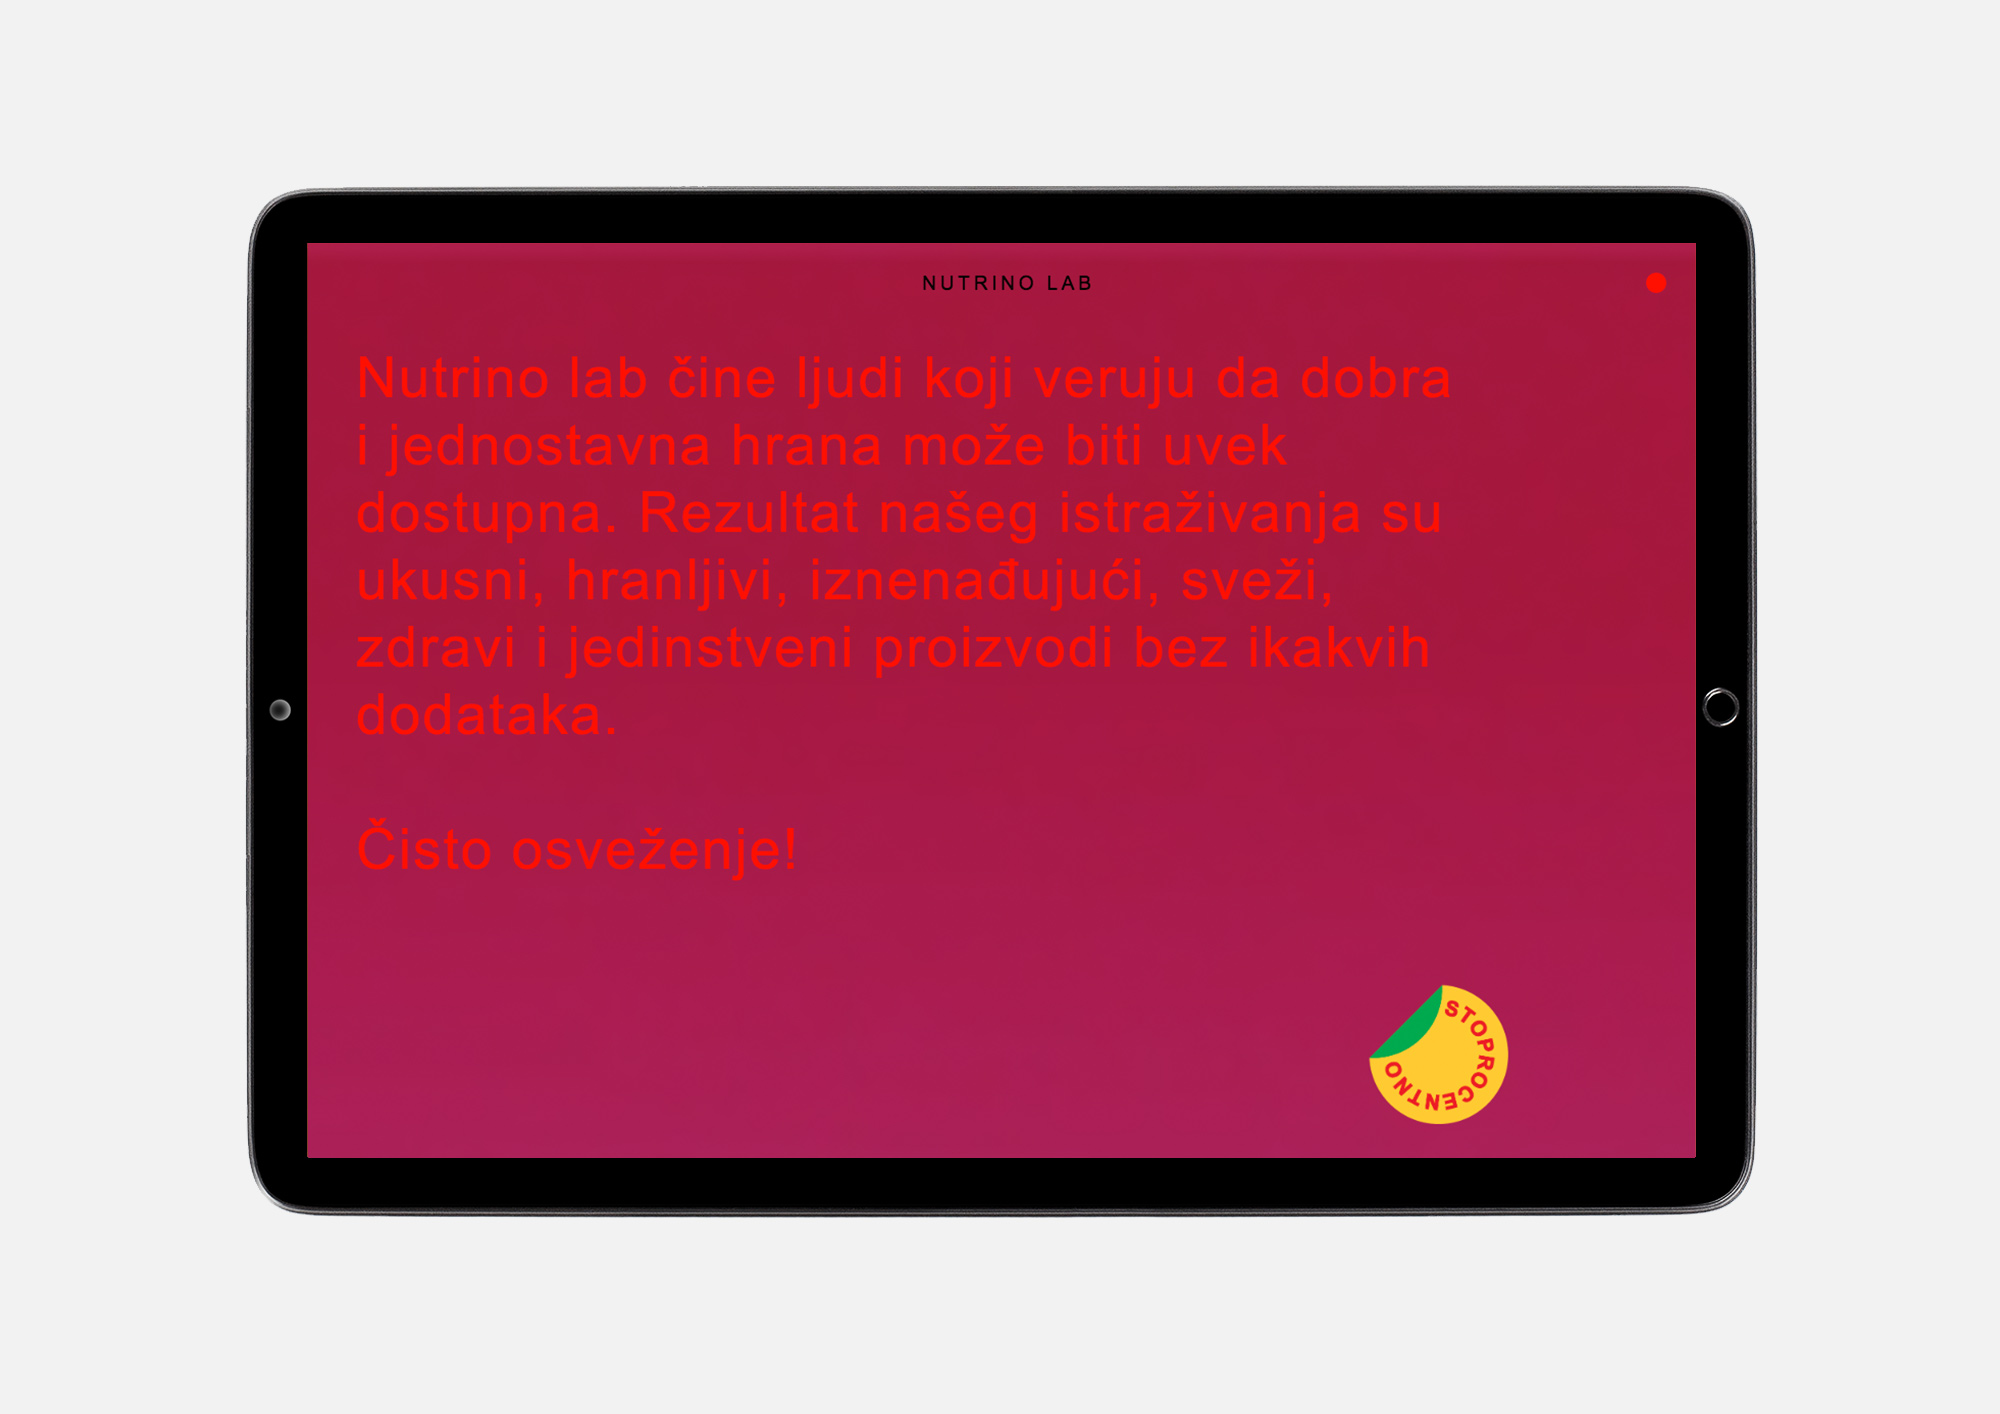 NUTRINO LAB
Nutrino lab čine ljudi koji veruju da dobra
i jednostavna hrana može biti uvek
dostupna. Rezultat našeg istraživanja su
ukusni, hranljivi, iznenađujući, sveži,
zdravi i jedinstveni proizvodi bez ikakvih
dodataka.
Čisto osveženje!
STOPROCENTNO